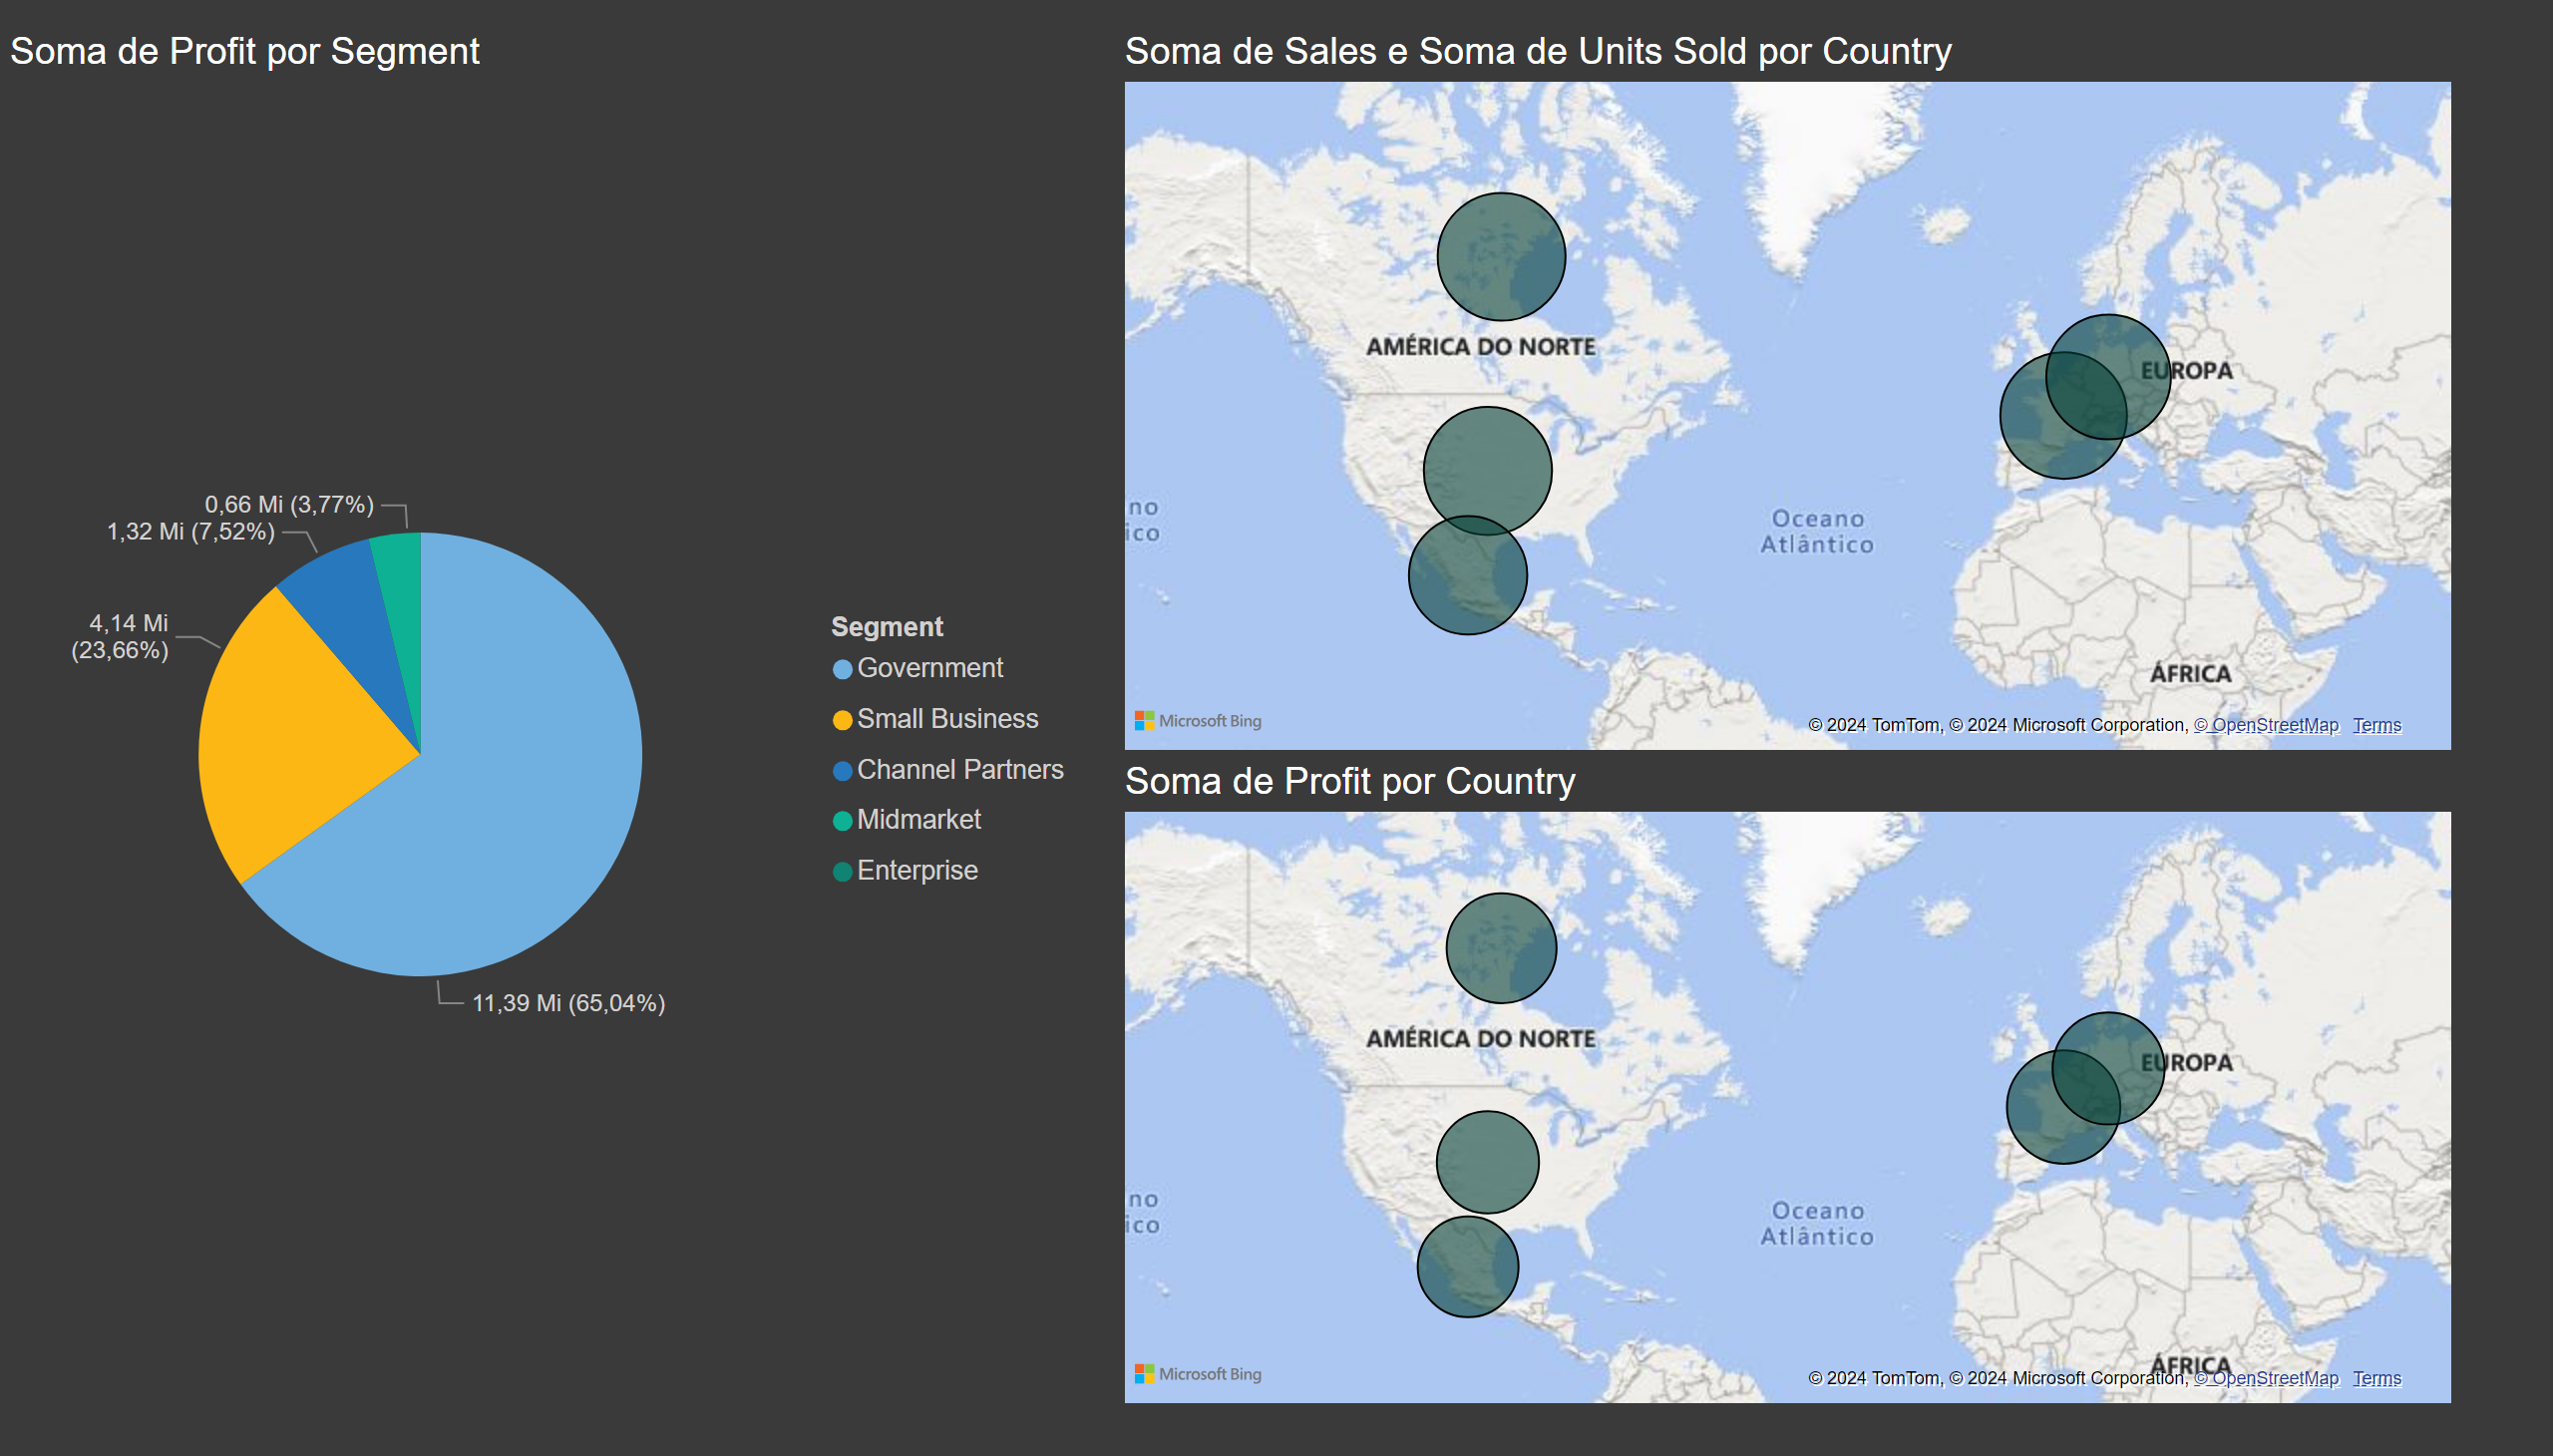 Soma de Profit por Segment
0,66 Mi (3,77%)
1,32 Mi (7,52%)
4,14 Mi
(23,66%)
11,39 Mi (65,04%)
Segment
Government
Small Business
Channel Partners
Midmarket
Enterprise
Soma de Sales e Soma de Units Sold por Country
AMÉRICA DO NORTE
EUROPA
no
ico
Oceano
Atlântico
ÁFRICA
Microsoft Bing
© 2024 TomTom, © 2024 Microsoft Corporation, © OpenStreetMap Terms
Soma de Profit por Country
AMÉRICA DO NORTE
EUROPA
no
ico
Oceano
Atlântico
ÁFRICA
Microsoft Bing
© 2024 TomTom, © 2024 Microsoft Corporation, © OpenStreetMap Terms